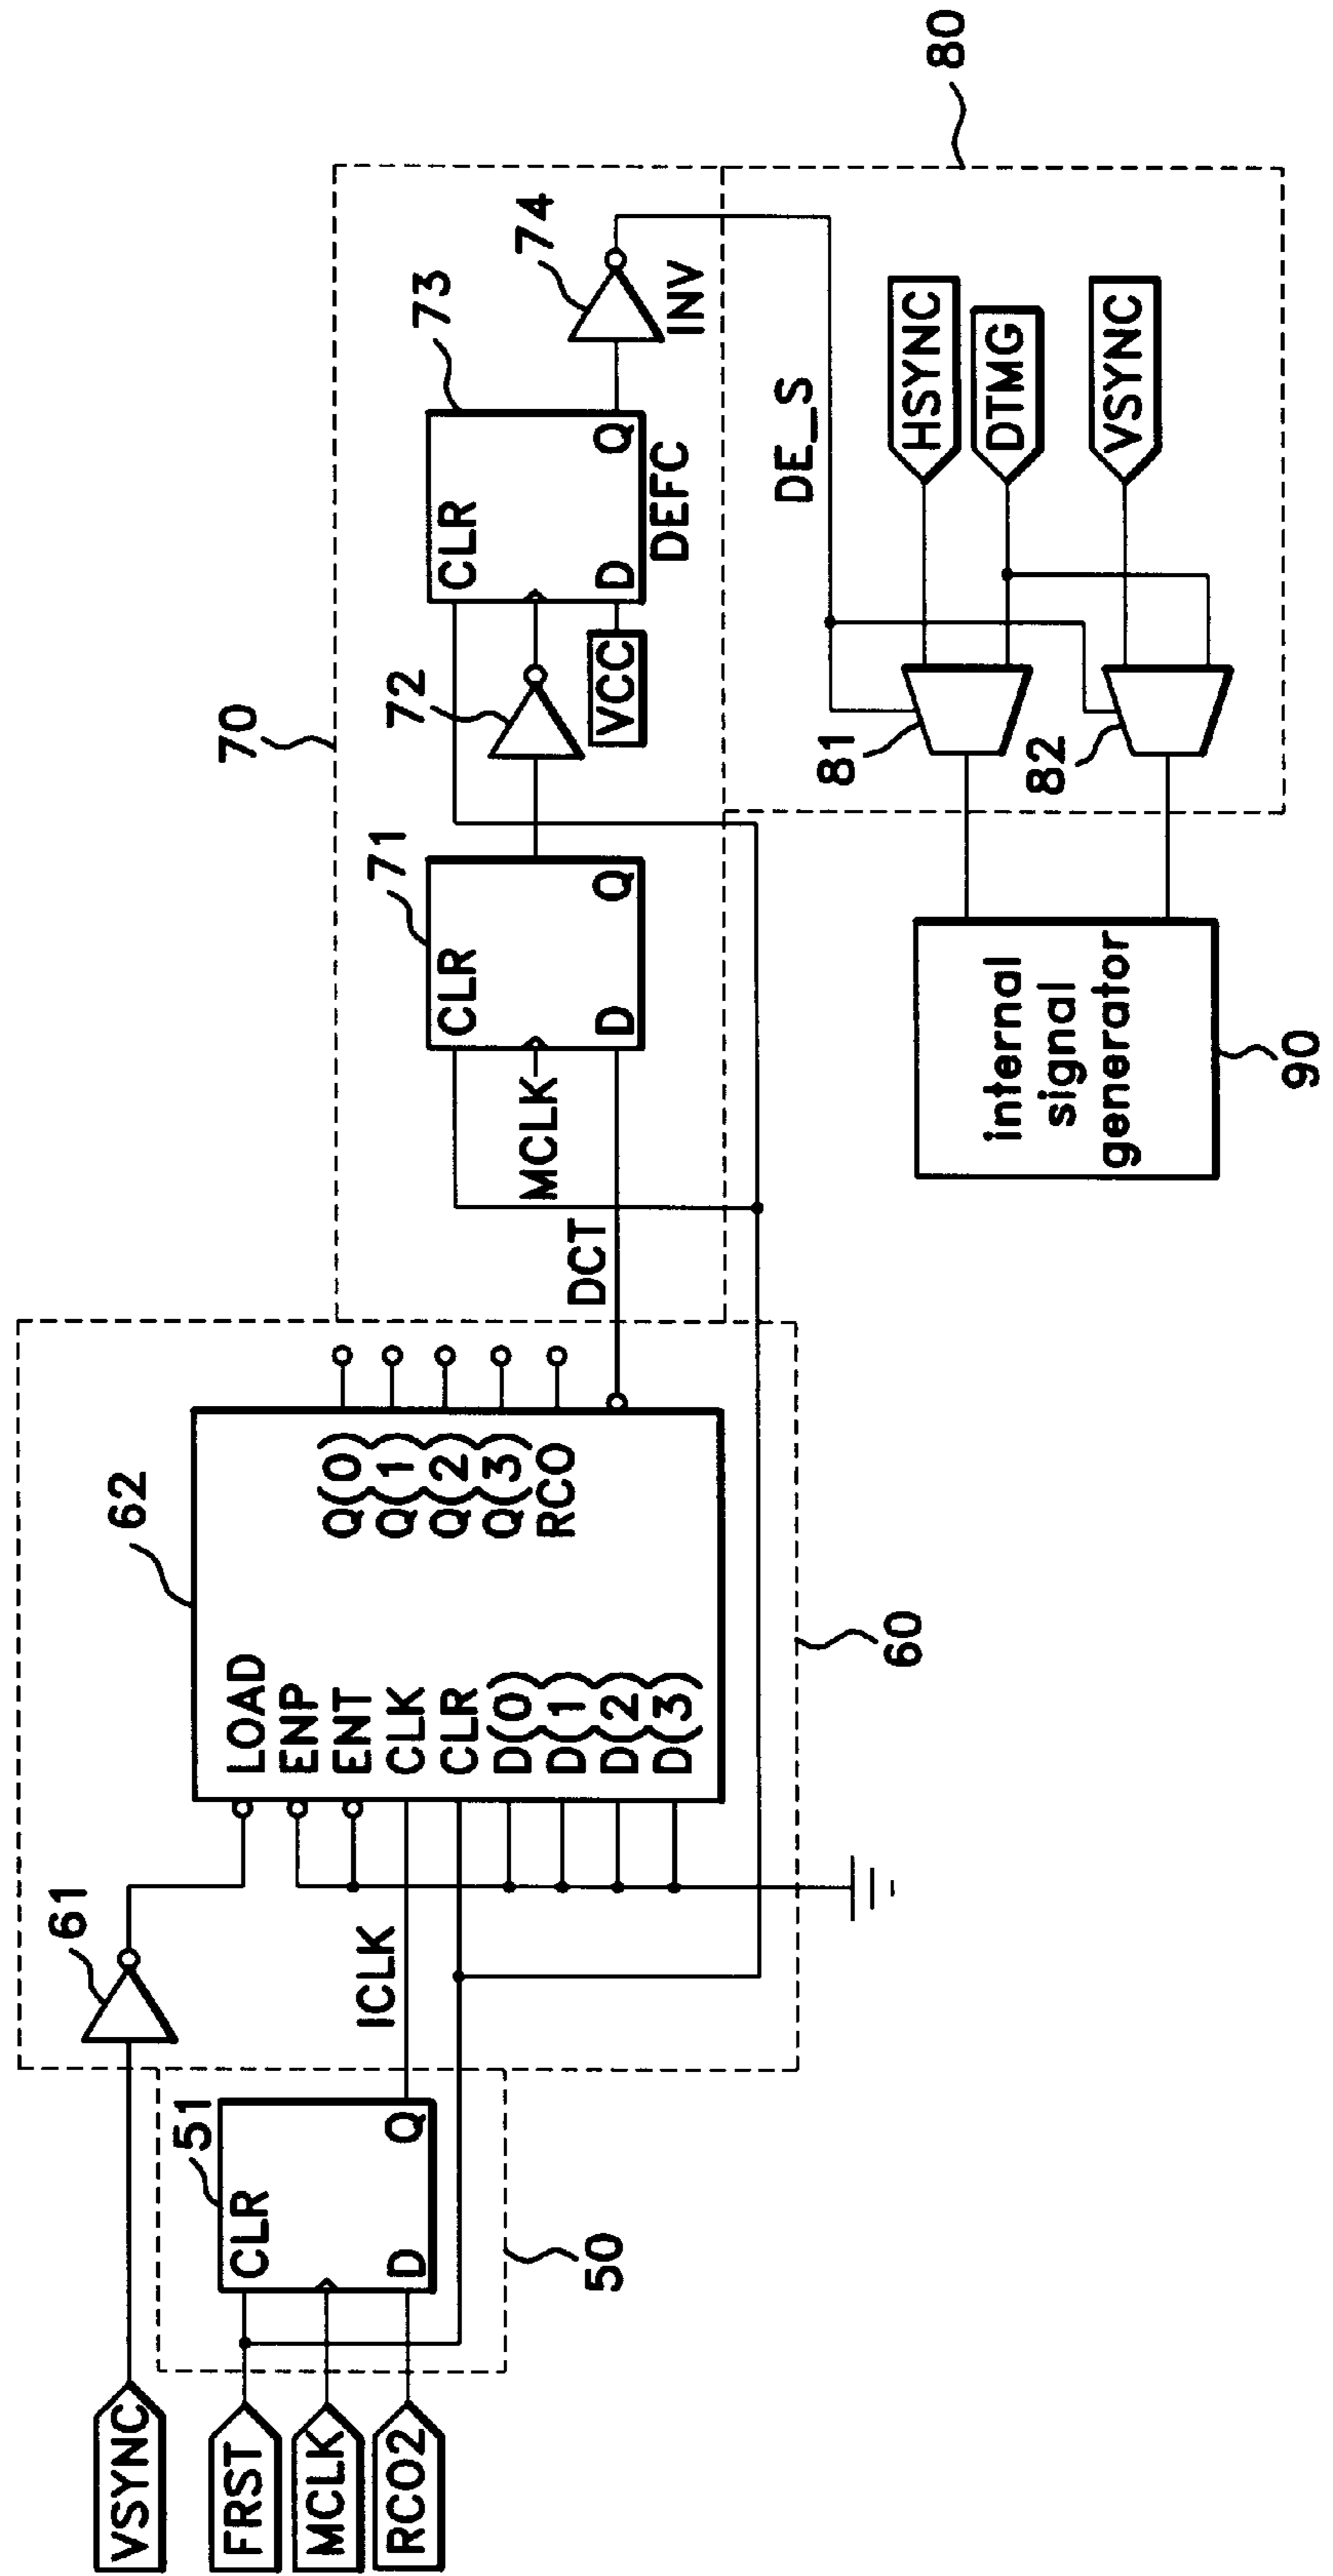 VSYNC
FRST
MCLK
RCO2
51
CLR
D
Q
50
61
ICLK
62
LOAD
ENP
ENT
CLK
CLR
D(0)
D(1)
D(2)
D(3)
Q(0)
Q(1)
Q(2)
Q(3)
RCO
60
DCT
70
71
CLR
MCLK
D
Q
72
VCC
73
CLR
D
Q
DEFC
74
INV
80
DE_S
HSYNC
DTMG
VSYNC
81
82
internal
signal
generator
90